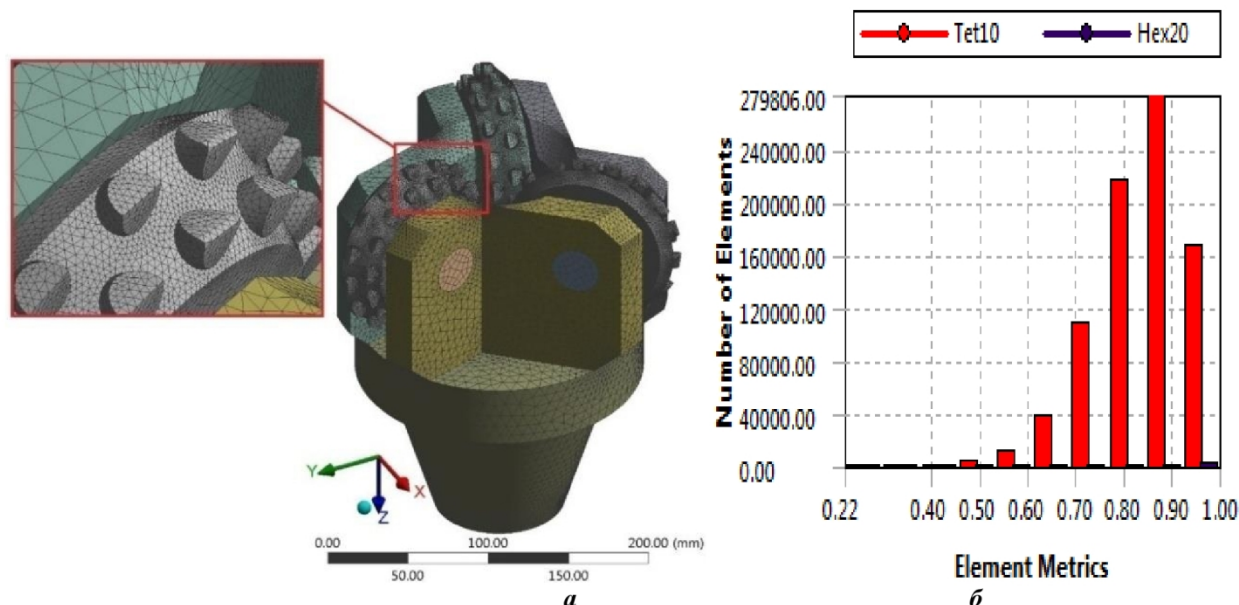 Tet10 Hex20
279806.00
240000.00
200000.00
160000.00
120000.00
80000.00
40000.00
0.00
Number of Elements
0.22 0.40 0.50 0.60 0.70 0.80 0.90 1.00
Element Metrics
Y
X
Z
0.00 100.00 200.00 (mm)
50.00 150.00
а
б